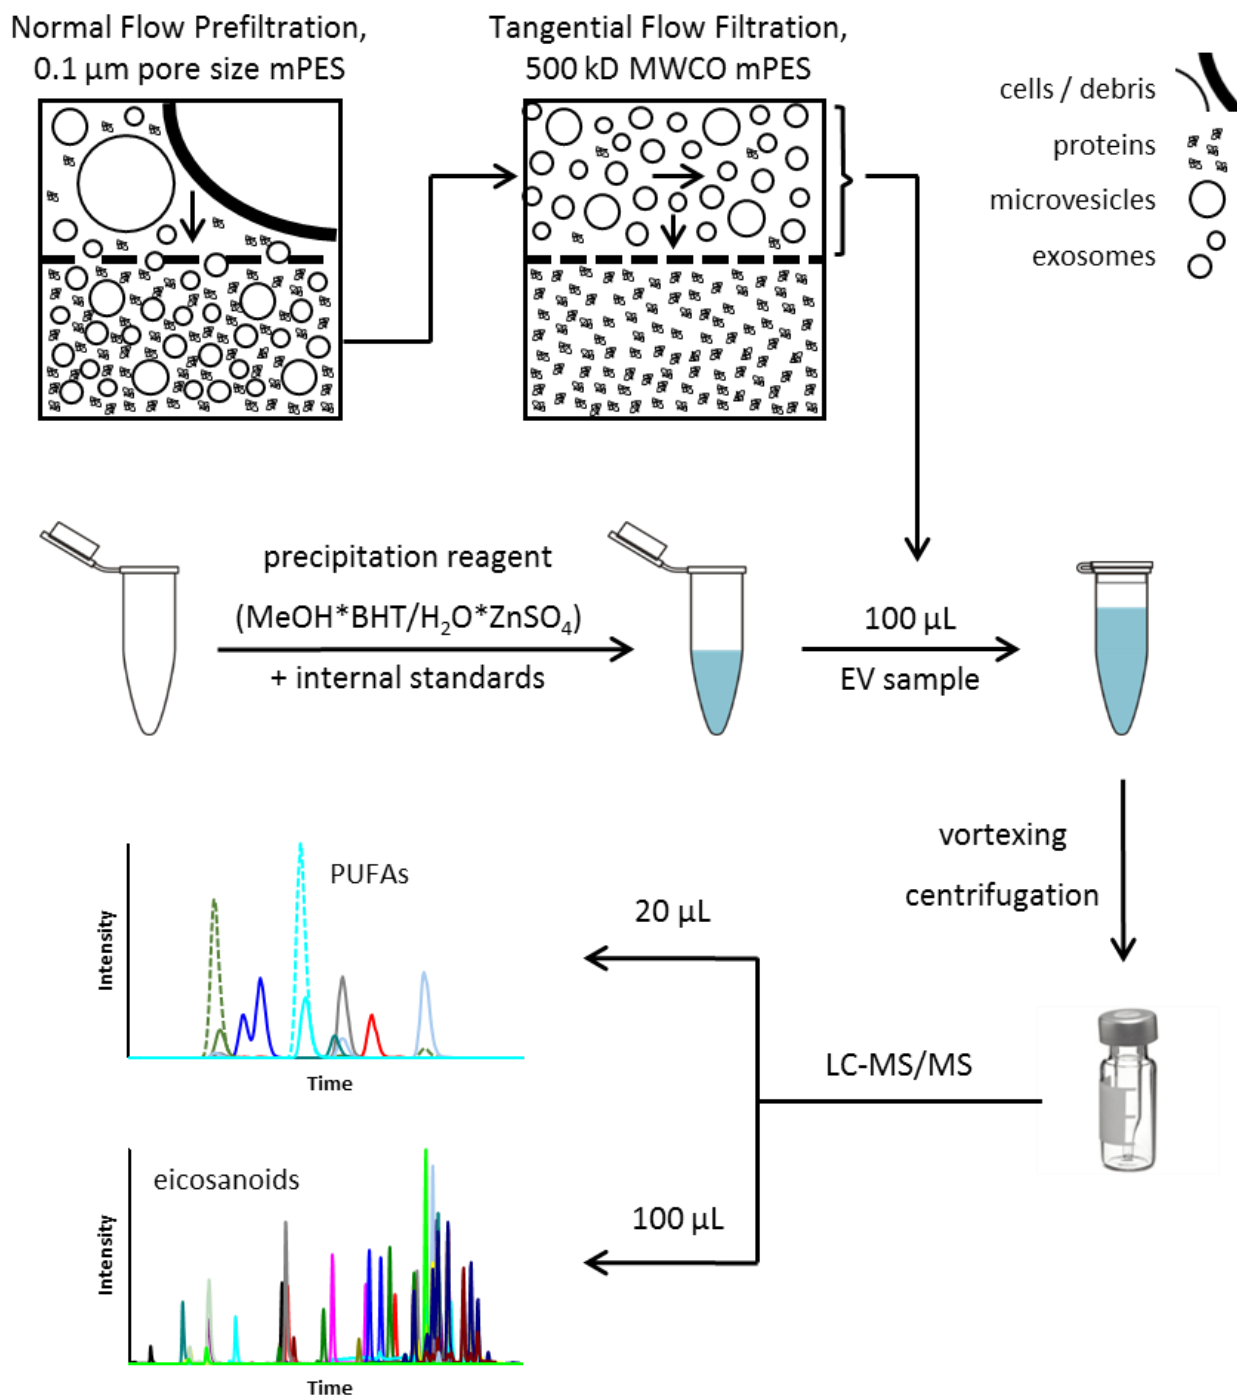 Normal Flow Prefiltration,
0.1 µm pore size mPES
Tangential Flow Filtration,
500 kD MWCO mPES
cells / debris
proteins
microvesicles
exosomes
precipitation reagent
(MeOH*BHT/H₂O*ZnSO₄)
+ internal standards
100 µL
EV sample
vortexing
centrifugation
LC-MS/MS
20 µL
100 µL
PUFAs
Intensity
Time
eicosanoids
Intensity
Time